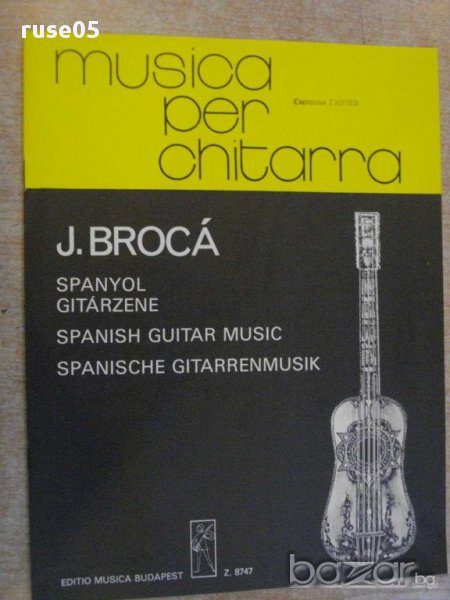 ruse05
musica
per
chitarra
J. BROCÁ
SPANYOL
GITÁRZENE
SPANISH GUITAR MUSIC
SPANISCHE GITARRENMUSIK
EDITIO MUSICA BUDAPEST
Z. 8747
bazar.bg